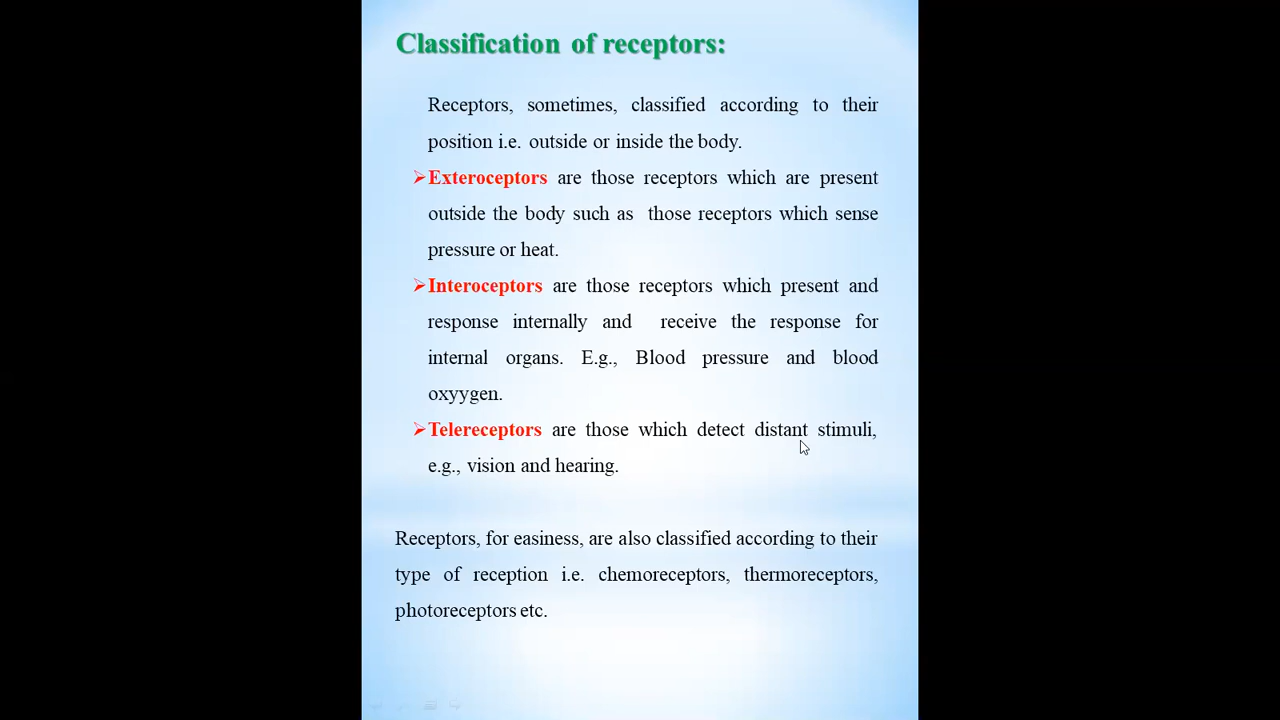 Classification of receptors:
Receptors, sometimes, classified according to their
position i.e. outside or inside the body.
➢Exteroceptors are those receptors which are present
outside the body such as those receptors which sense
pressure or heat.
➢Interoceptors are those receptors which present and
response internally and receive the response for
internal organs. E.g., Blood pressure and blood
oxyygen.
➢Telereceptors are those which detect distant stimuli,
e.g., vision and hearing.
Receptors, for easiness, are also classified according to their
type of reception i.e. chemoreceptors, thermoreceptors,
photoreceptors etc.